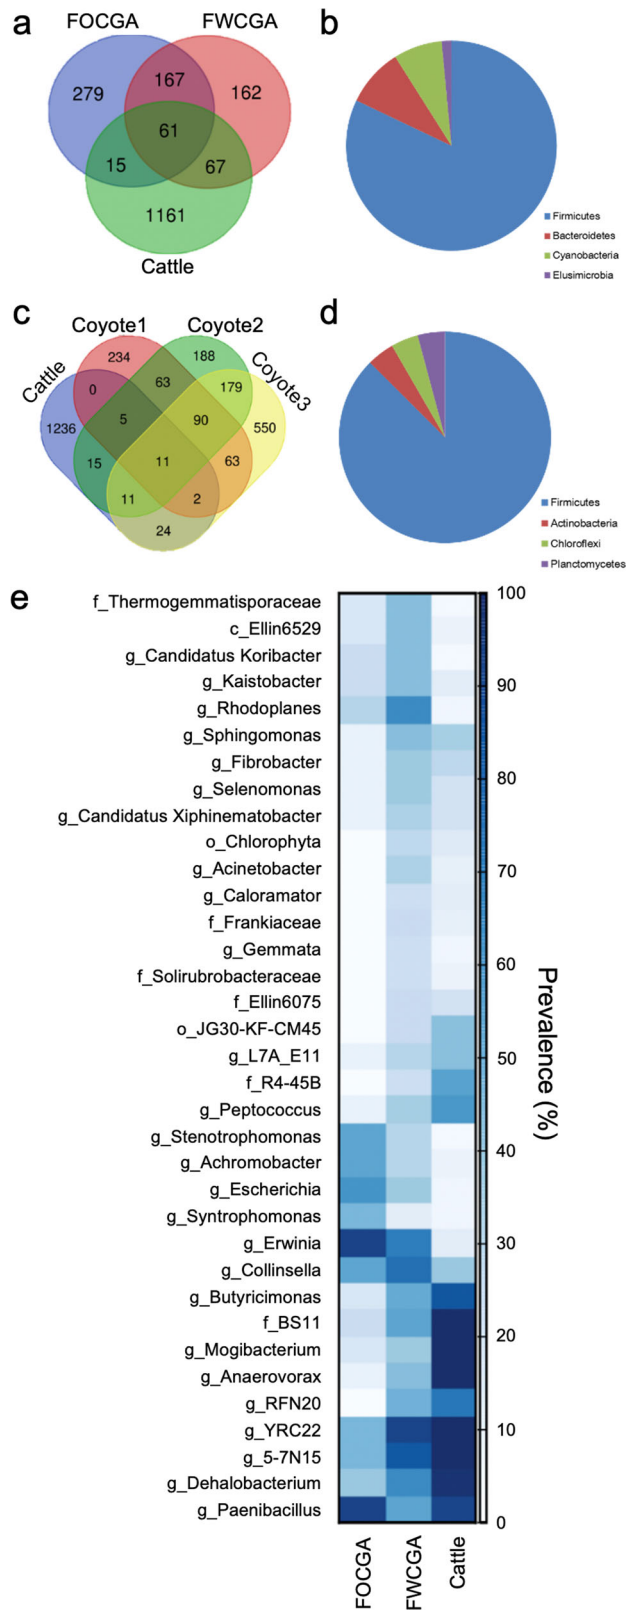 a
FOCGA
FWCGA
279
167
162
61
15
67
1161
Cattle
b
Firmicutes
Bacteroidetes
Cyanobacteria
Elusimicrobia
c
Coyote1
Coyote2
Cattle
Coyote3
234
188
0
63
179
5
90
1236
550
15
11
63
11
2
24
d
Firmicutes
Actinobacteria
Chloroflexi
Planctomycetes
e
f_Thermogemmatisporaceae
c_Ellin6529
g_Candidatus Koribacter
g_Kaistobacter
g_Rhodoplanes
g_Sphingomonas
g_Fibrobacter
g_Selenomonas
g_Candidatus Xiphinematobacter
o_Chlorophyta
g_Acinetobacter
g_Caloramator
f_Frankiaceae
g_Gemmata
f_Solirubrobacteraceae
f_Ellin6075
o_JG30-KF-CM45
g_L7A_E11
f_R4-45B
g_Peptococcus
g_Stenotrophomonas
g_Achromobacter
g_Escherichia
g_Syntrophomonas
g_Erwinia
g_Collinsella
g_Butyricimonas
f_BS11
g_Mogibacterium
g_Anaerovorax
g_RFN20
g_YRC22
g_5-7N15
g_Dehalobacterium
g_Paenibacillus
FOCGA
FWCGA
Cattle
100
90
80
70
60
50
40
30
20
10
0
Prevalence (%)